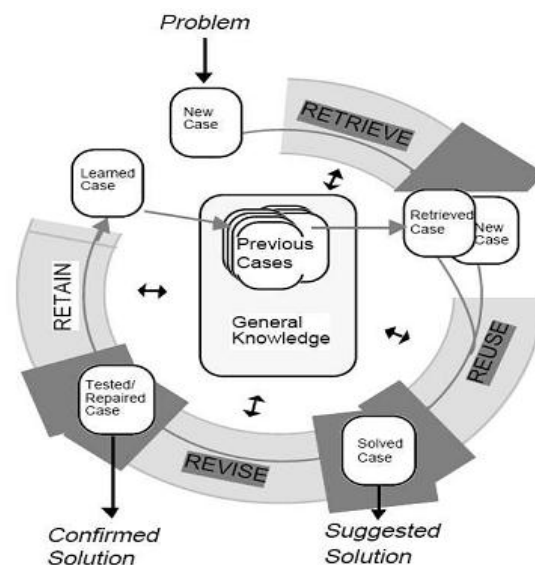 Problem
New
Case
RETRIEVE
Learned
Case
Retrieved
Case
New
Case
Previous
Cases
General
Knowledge
RETAIN
REUSE
Tested/
Repaired
Case
Solved
Case
REVISE
Confirmed
Solution
Suggested
Solution